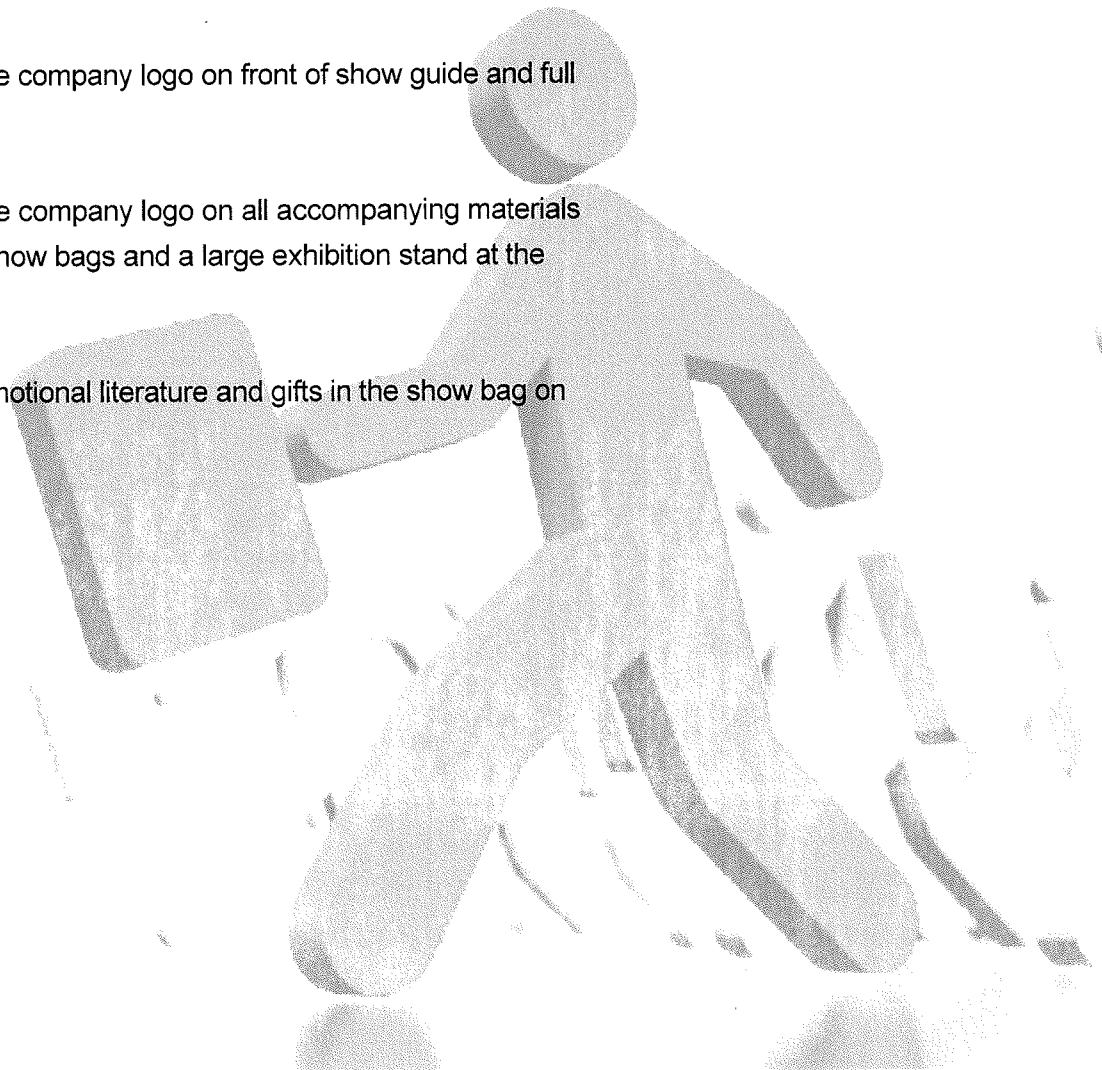 e company logo on front of show guide and full
e company logo on all accompanying materials
how bags and a large exhibition stand at the
notional literature and gifts in the show bag on